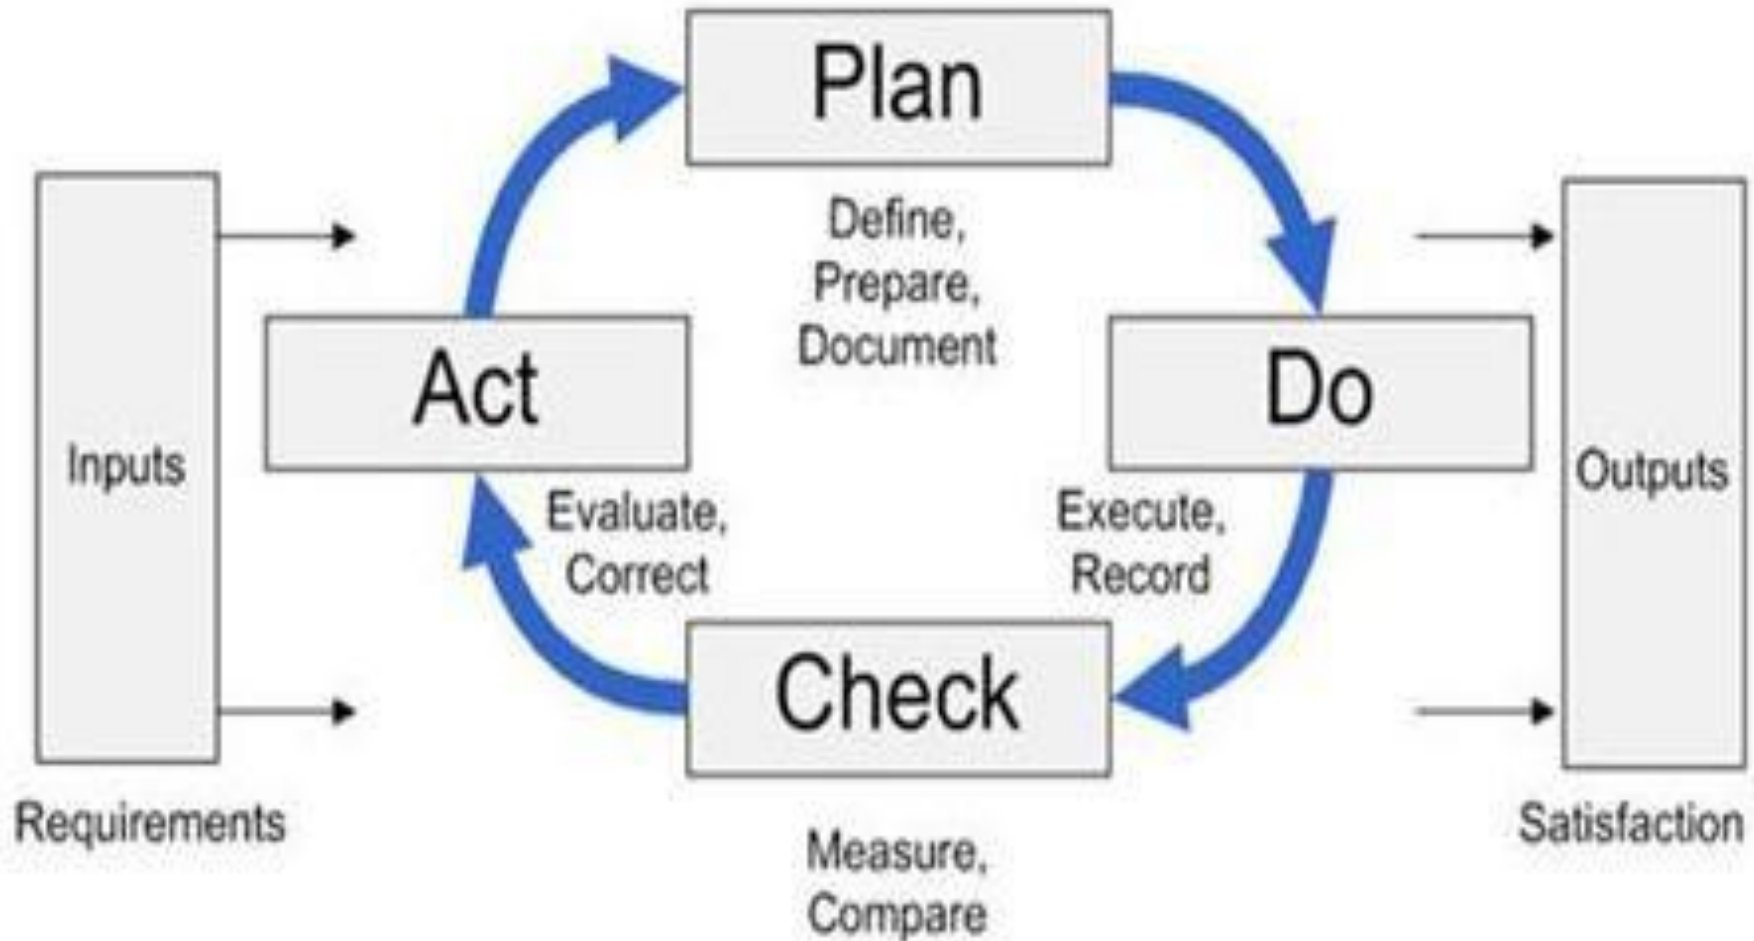 Plan
Define,
Prepare,
Document
Act
Do
Inputs
Outputs
Evaluate,
Correct
Execute,
Record
Check
Requirements
Satisfaction
Measure,
Compare